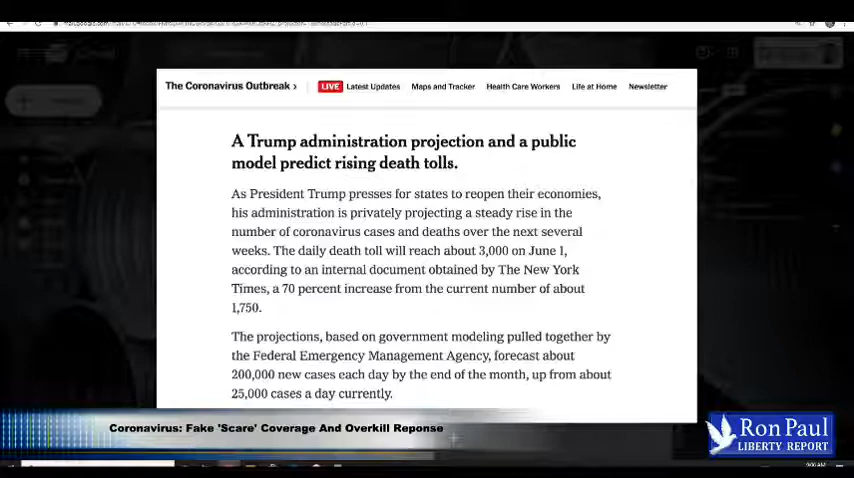 The Coronavirus Outbreak > LIVE Latest Updates Maps and Tracker Health Care Workers Life at Home Newsletter
A Trump administration projection and a public
model predict rising death tolls.
As President Trump presses for states to reopen their economies,
his administration is privately projecting a steady rise in the
number of coronavirus cases and deaths over the next several
weeks. The daily death toll will reach about 3,000 on June 1,
according to an internal document obtained by The New York
Times, a 70 percent increase from the current number of about
1,750.
The projections, based on government modeling pulled together by
the Federal Emergency Management Agency, forecast about
200,000 new cases each day by the end of the month, up from about
25,000 cases a day currently.
Coronavirus: Fake 'Scare' Coverage And Overkill Reponse
Ron Paul
LIBERTY REPORT